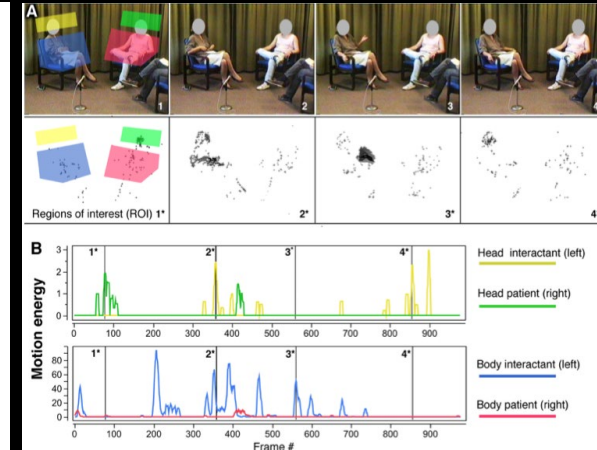 A
1
2
3
4
Regions of interest (ROI) 1*
2*
3*
4
B
Motion energy
3
2
1
0
1*
2*
3*
4*
0 100 200 300 400 500 600 700 800 900
Head interactant (left)
Head patient (right)
100
80
60
40
20
0
1*
2*
3*
4*
0 100 200 300 400 500 600 700 800 900
Frame #
Body interactant (left)
Body patient (right)